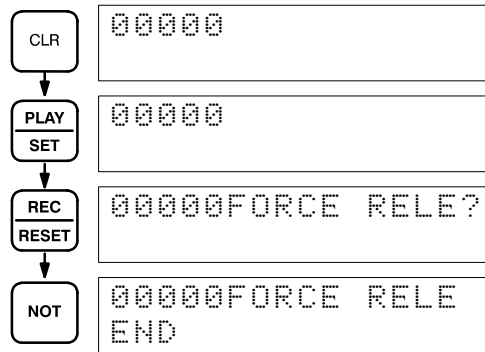 CLR
00000
PLAY
SET
00000
REC
RESET
00000FORCE RELE?
NOT
00000FORCE RELE
END